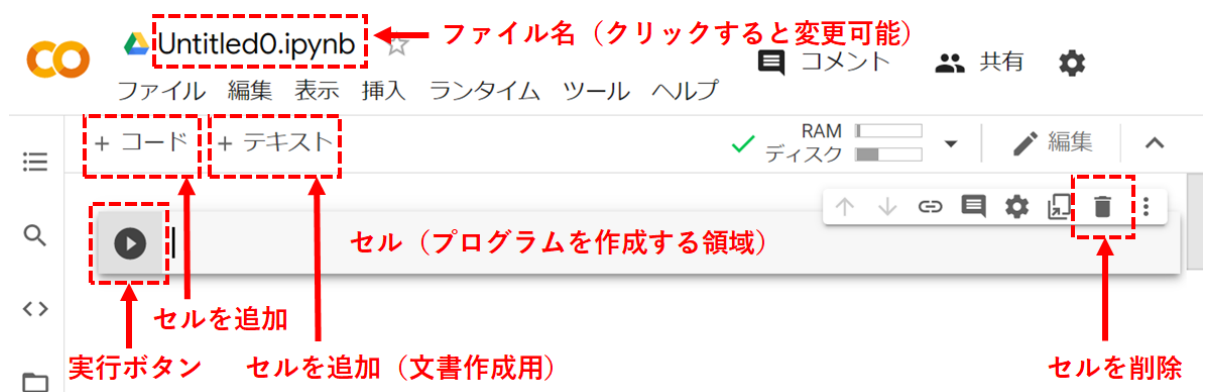 Untitled0.ipynb
ファイル名（クリックすると変更可能）
コメント
共有
ファイル 編集 表示 挿入 ランタイム ツール ヘルプ
+ コード + テキスト
RAM
ディスク
編集
セル（プログラムを作成する領域）
セルを追加
実行ボタン
セルを追加（文書作成用）
セルを削除